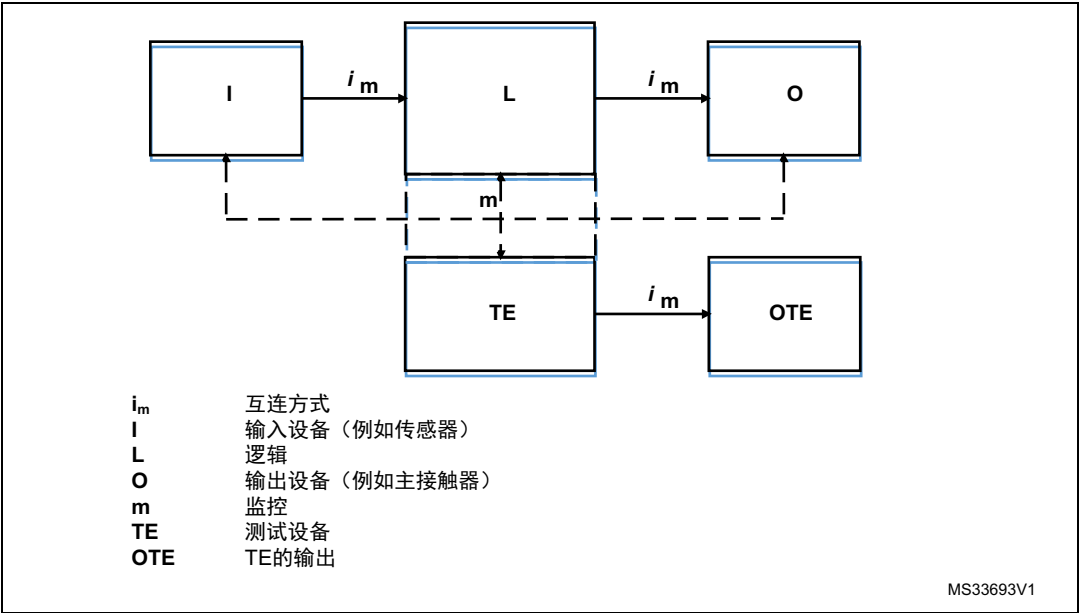 I
i m
L
i m
O
m
TE
i m
OTE
im 互连方式
I 输入设备（例如传感器）
L 逻辑
O 输出设备（例如主接触器）
m 监控
TE 测试设备
OTE TE的输出
MS33693V1